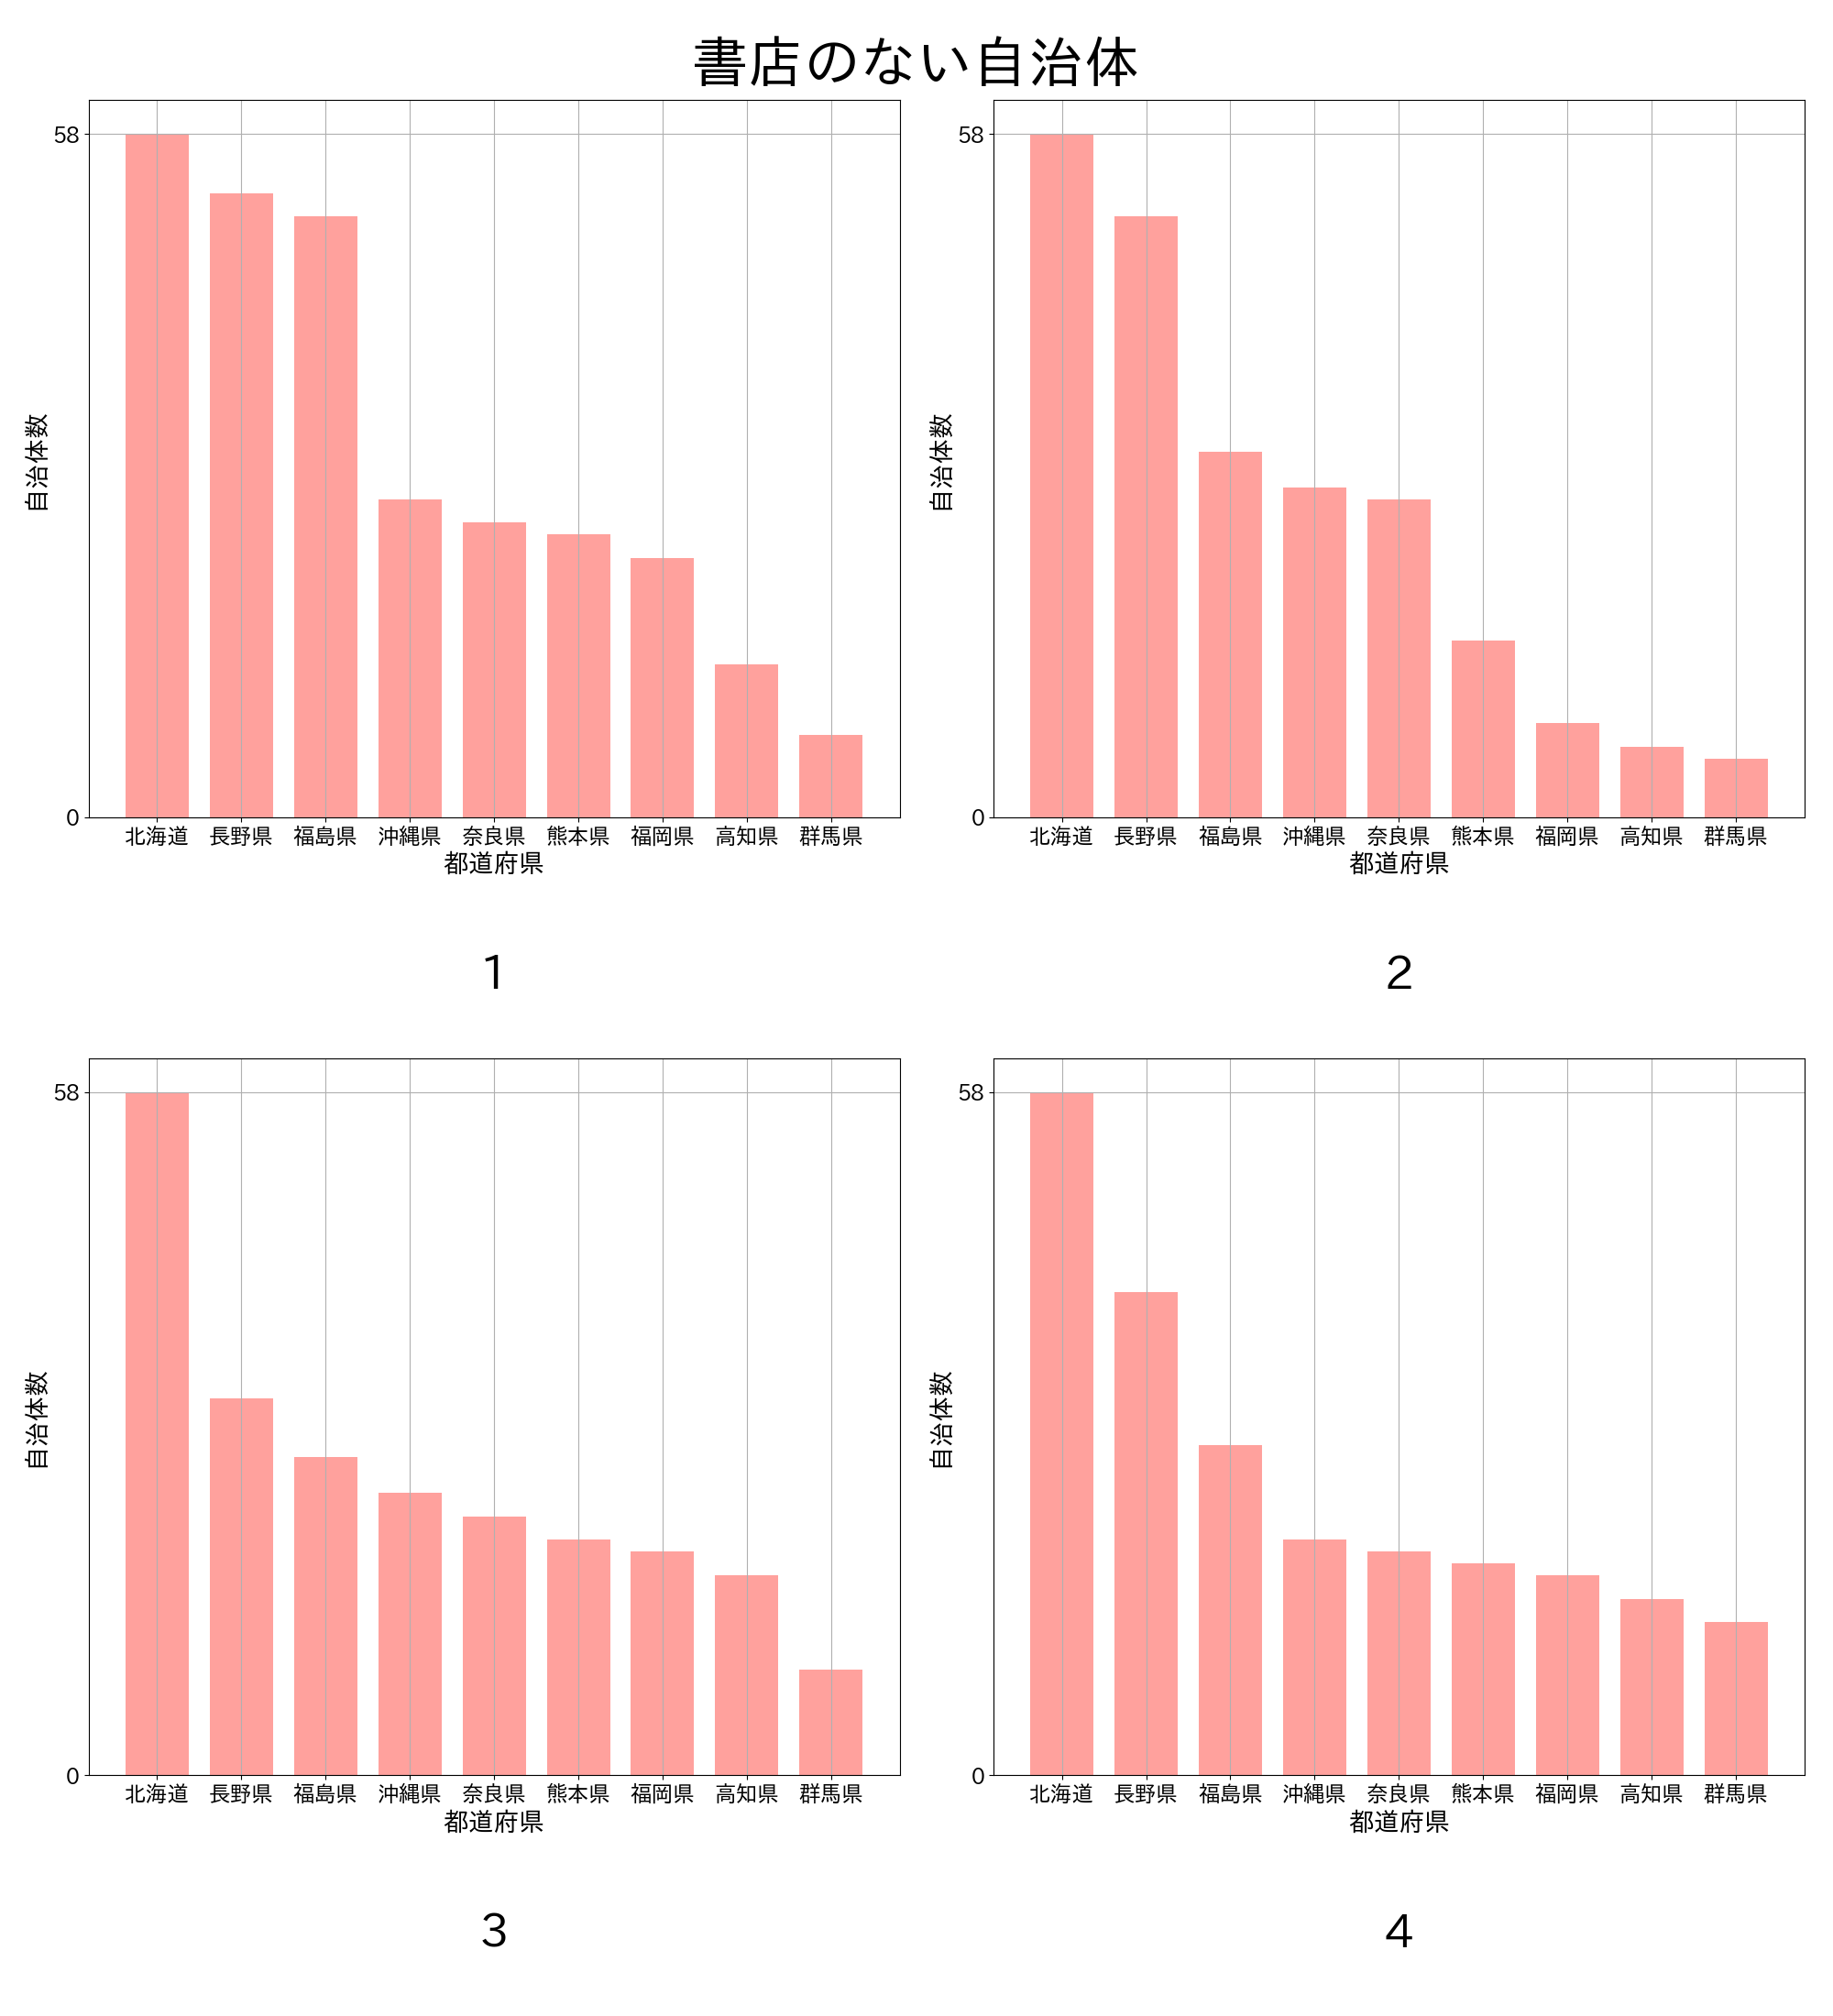 書店のない自治体
58
0
自治体数
北海道 長野県 福島県 沖縄県 奈良県 熊本県 福岡県 高知県 群馬県
都道府県
1
58
0
自治体数
北海道 長野県 福島県 沖縄県 奈良県 熊本県 福岡県 高知県 群馬県
都道府県
2
58
0
自治体数
北海道 長野県 福島県 沖縄県 奈良県 熊本県 福岡県 高知県 群馬県
都道府県
3
58
0
自治体数
北海道 長野県 福島県 沖縄県 奈良県 熊本県 福岡県 高知県 群馬県
都道府県
4